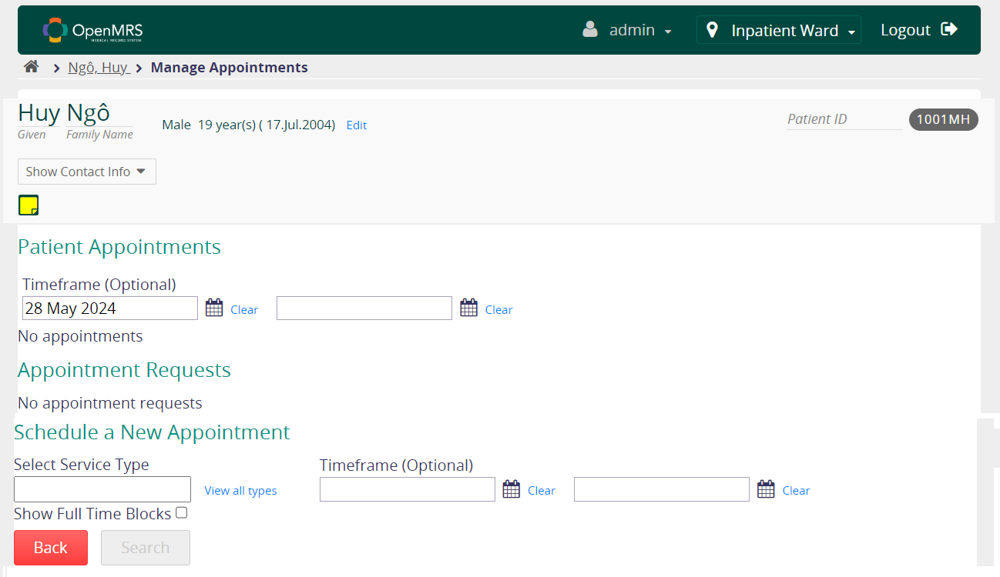 OpenMRS
MEDICAL RECORD SYSTEM
admin
Inpatient Ward
Logout
Ngô, Huy
Manage Appointments
Huy Ngô
Given Family Name
Male 19 year(s) ( 17.Jul.2004) Edit
Patient ID 1001MH
Show Contact Info
Patient Appointments
Timeframe (Optional)
28 May 2024 Clear Clear
No appointments
Appointment Requests
No appointment requests
Schedule a New Appointment
Select Service Type Timeframe (Optional)
View all types Clear Clear
Show Full Time Blocks
Back Search